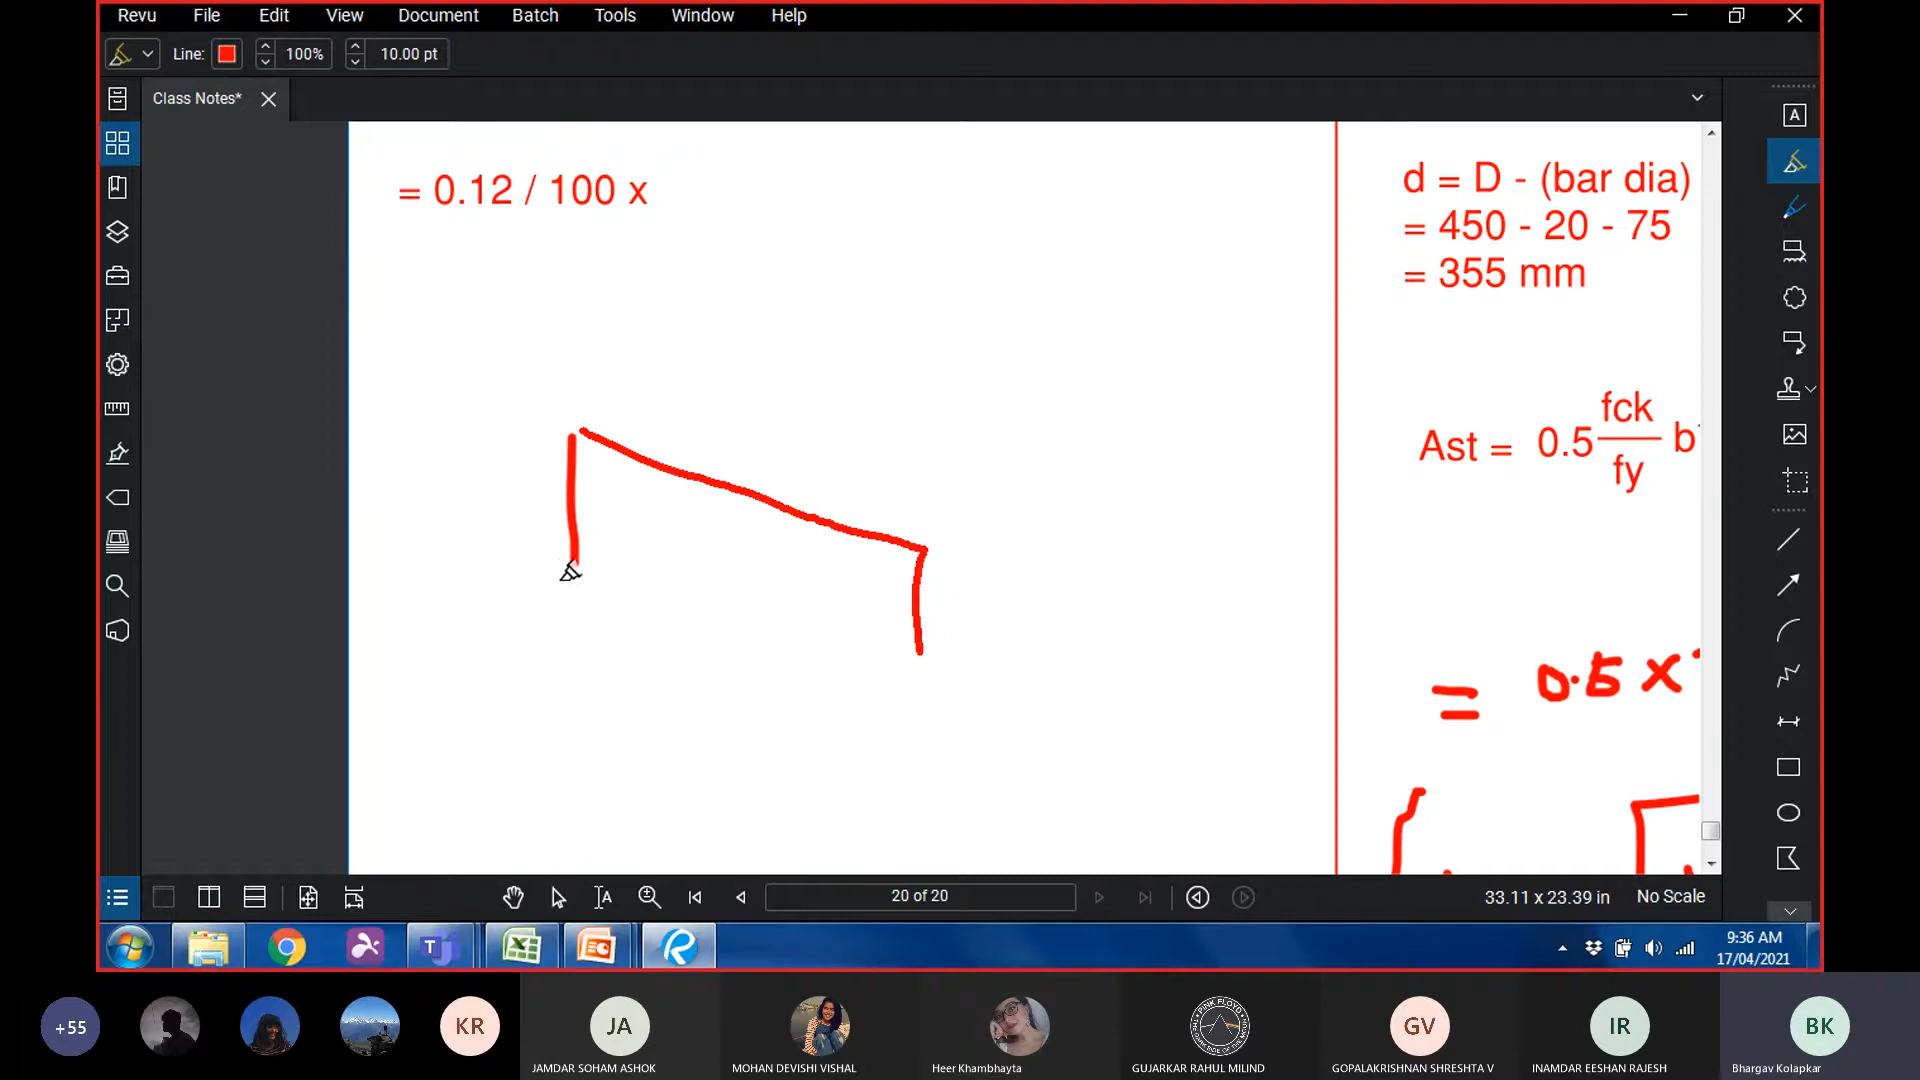 Revu File Edit View Document Batch Tools Window Help
Line: 100% 10.00 pt
Class Notes*
= 0.12 / 100 x
d = D - (bar dia)
= 450 - 20 - 75
= 355 mm
Ast = 0.5 fck
fy
b
= 0.5 x
20 of 20
33.11 x 23.39 in No Scale
9:36 AM
17/04/2021
+55
KR
JA
JAMDAR SOHAM ASHOK
MOHAN DEVISHI VISHAL
Heer Khambhayta
GUJARKAR RAHUL MILIND
GV
GOPALAKRISHNAN SHRESHTA V
IR
INAMDAR EESHAN RAJESH
BK
Bhargav Kolapkar